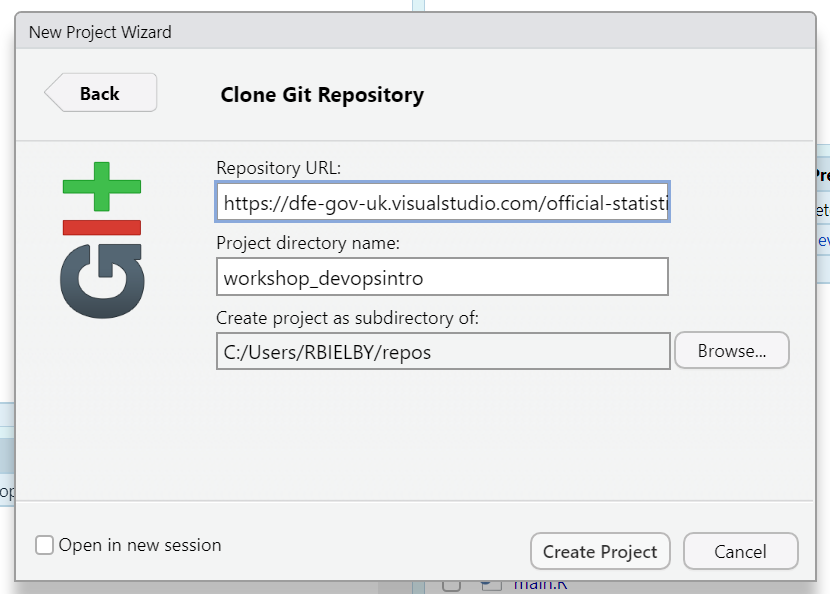 New Project Wizard
Back
Clone Git Repository
GIt
Repository URL:
https://dfe-gov-uk.visualstudio.com/official-statisti
Project directory name:
workshop_devopsintro
Create project as subdirectory of:
C:/Users/RBIELBY/repos
Browse...
Open in new session
Create Project
Cancel
main.R